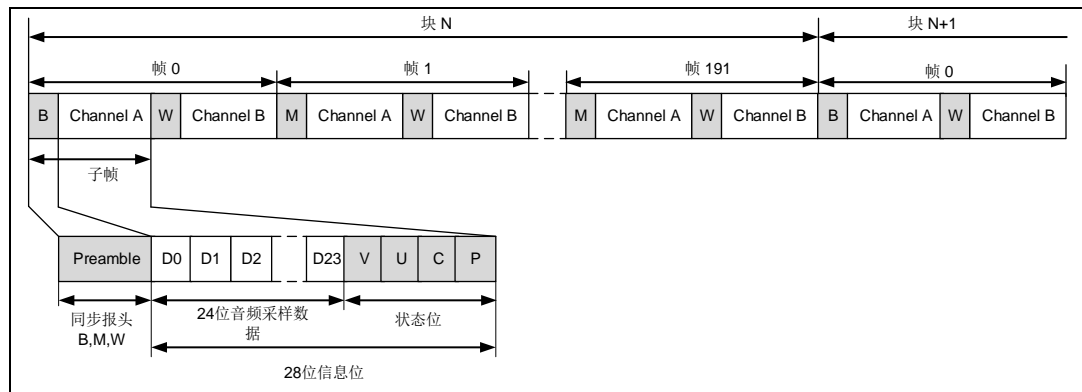 块 N
块 N+1
帧 0
帧 1
帧 191
帧 0
B Channel A W Channel B M Channel A W Channel B M Channel A W Channel B B Channel A W Channel B
子帧
Preamble D0 D1 D2 D23 V U C P
同步报头
B,M,W
24位音频采样数
据
状态位
28位信息位